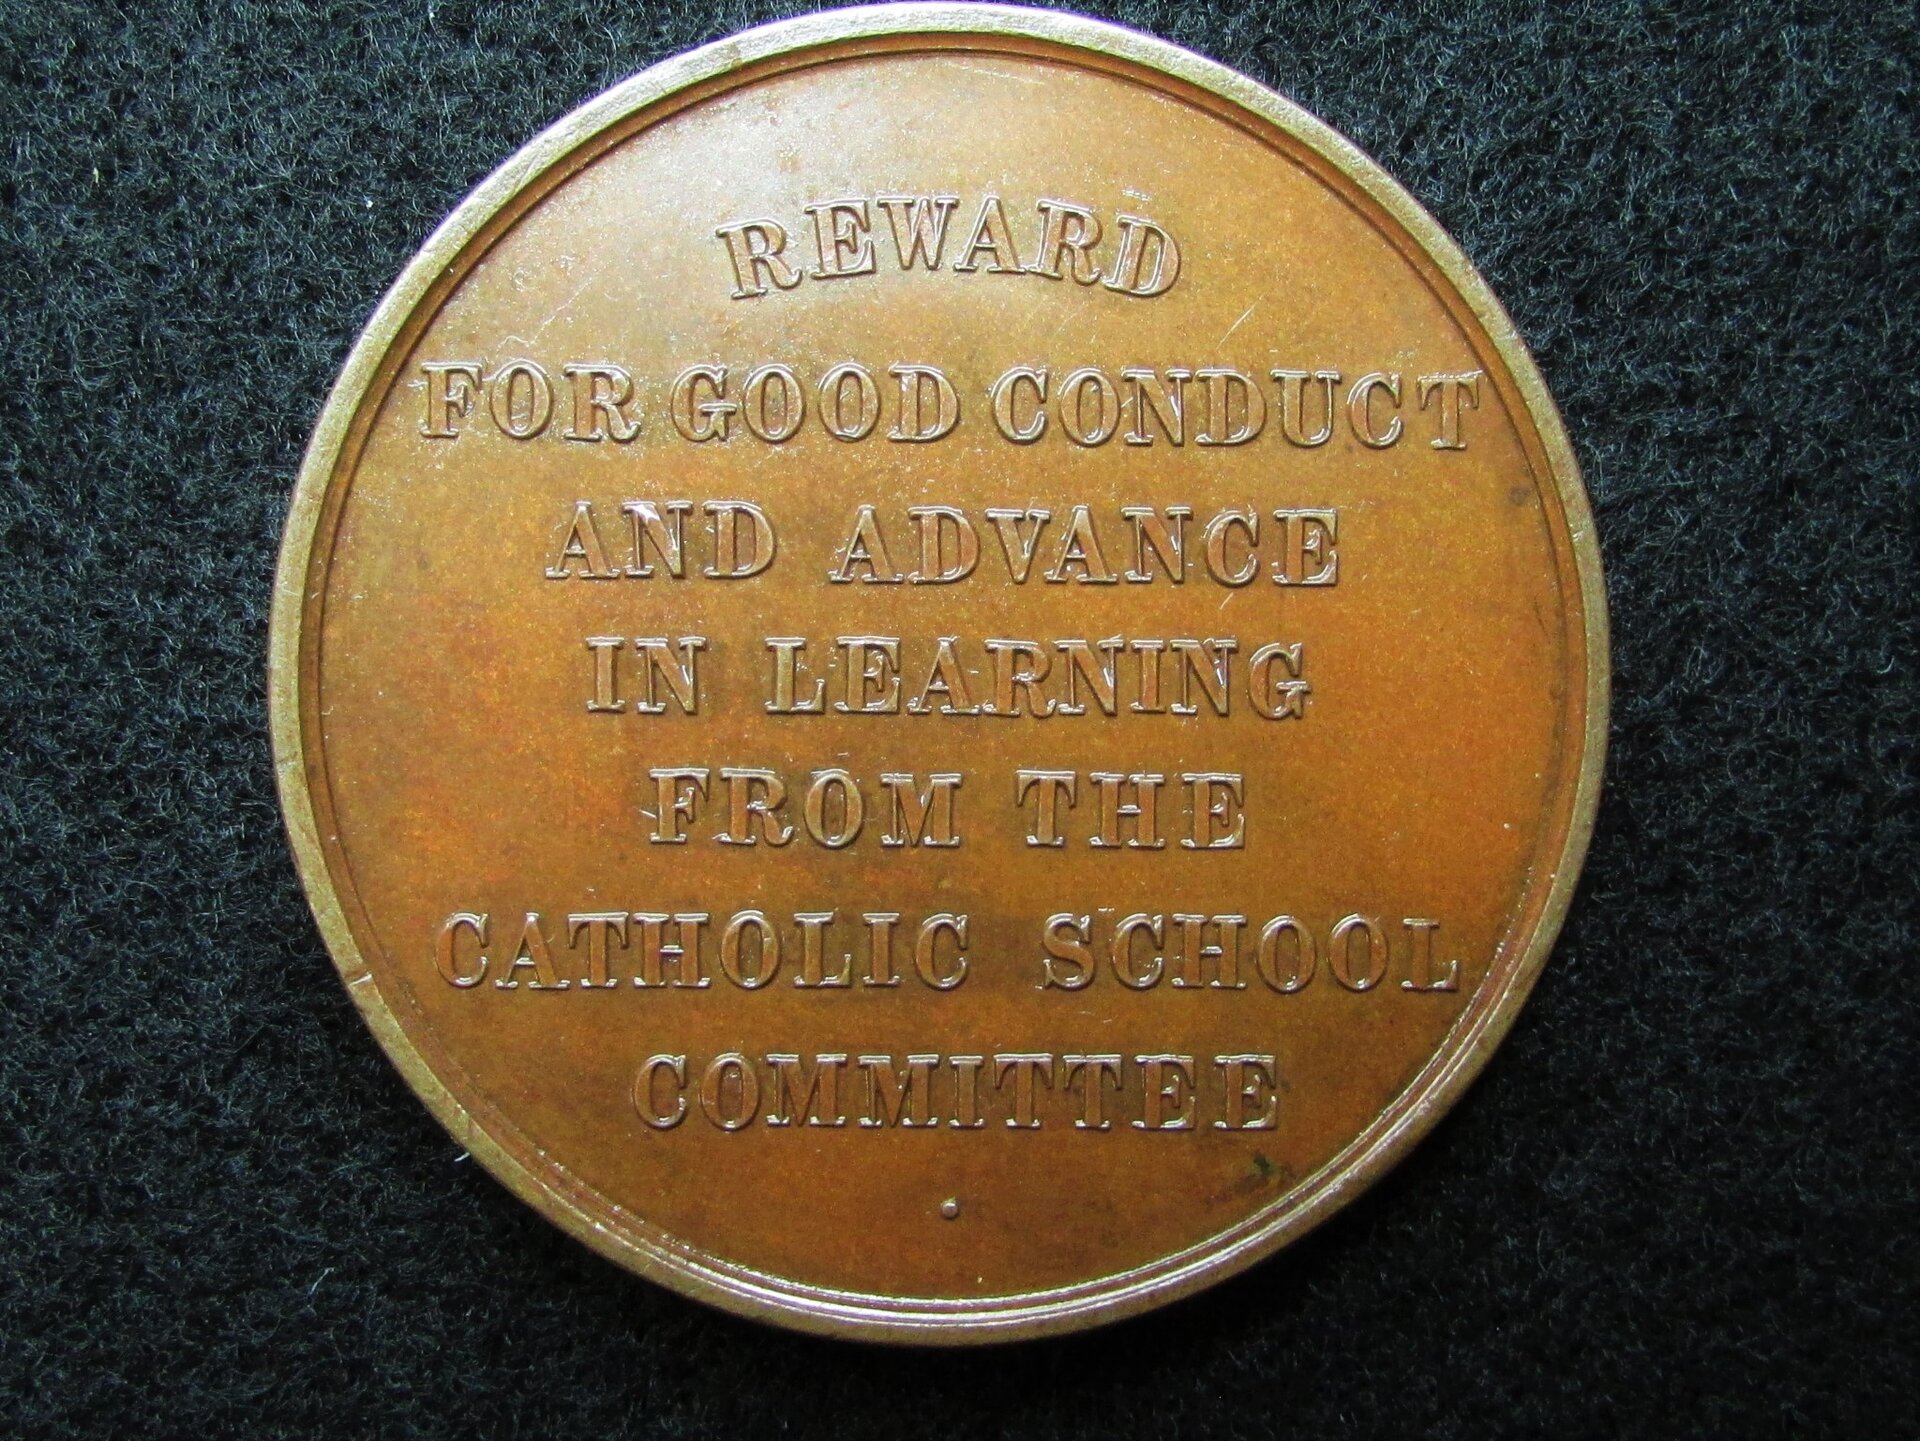 REWARD
FOR GOOD CONDUCT
AND ADVANCE
IN LEARNING
FROM THE
CATHOLIC SCHOOL
COMMITTEE
.